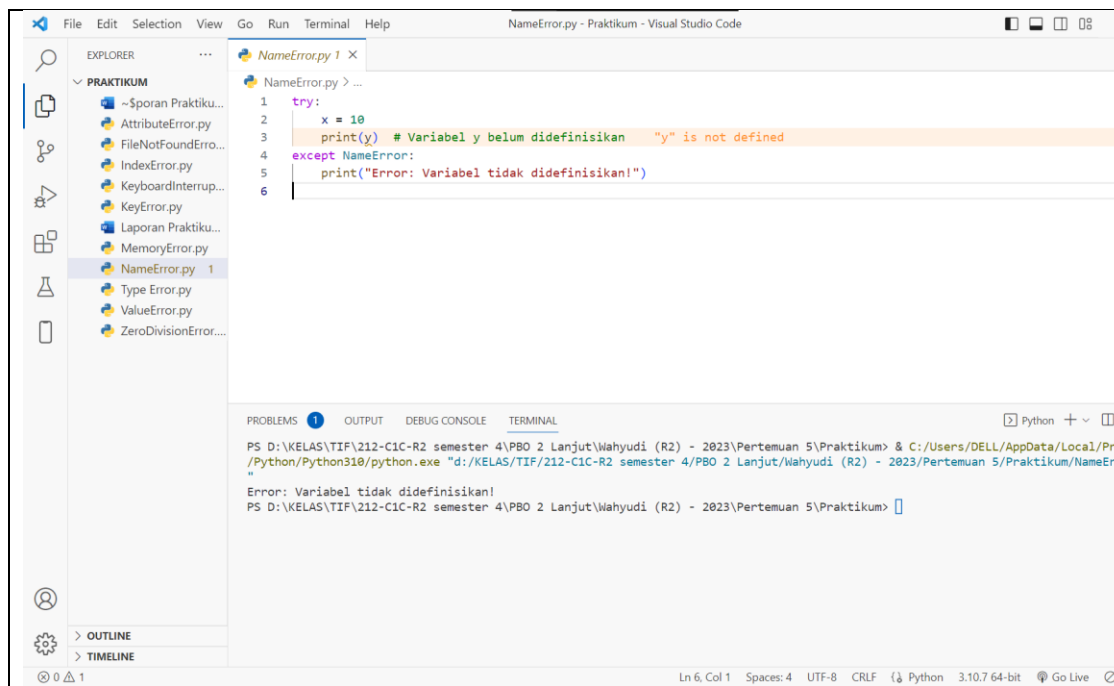 File Edit Selection View Go Run Terminal Help NameError.py - Praktikum - Visual Studio Code
EXPLORER ...
PRAKTIKUM
~$poran Praktiku...
AttributeError.py
FileNotFoundErro...
IndexError.py
KeyboardInterrup...
KeyError.py
Laporan Praktiku...
MemoryError.py
NameError.py 1
Type Error.py
ValueError.py
ZeroDivisionError....
OUTLINE
TIMELINE
NameError.py 1
NameError.py > ...
1 try:
2     x = 10
3     print(y)  # Variabel y belum didefinisikan "y" is not defined
4 except NameError:
5     print("Error: Variabel tidak didefinisikan!")
6
PROBLEMS 1 OUTPUT DEBUG CONSOLE TERMINAL Python
PS D:\KELAS\TIF\212-C1C-R2 semester 4\PBO 2 Lanjut\Wahyudi (R2) - 2023\Pertemuan 5\Praktikum> & C:/Users/DELL/AppData/Local/Pr
/Python/Python310/python.exe "d:/KELAS/TIF/212-C1C-R2 semester 4/PBO 2 Lanjut/Wahyudi (R2) - 2023/Pertemuan 5/Praktikum/NameEr
"
Error: Variabel tidak didefinisikan!
PS D:\KELAS\TIF\212-C1C-R2 semester 4\PBO 2 Lanjut\Wahyudi (R2) - 2023\Pertemuan 5\Praktikum>
0 1 Ln 6, Col 1 Spaces: 4 UTF-8 CRLF Python 3.10.7 64-bit Go Live